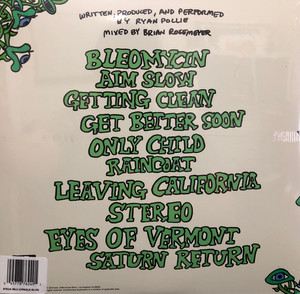 WRITTEN, PRODUCED, AND PERFORMED
BY RYAN POLLIE
MIXED BY BRIAN ROSEMEYER
BLEOMYCIN
AIM SLOW
GETTING CLEAN
GET BETTER SOON
ONLY CHILD
RAINCOAT
LEAVING CALIFORNIA
STEREO
EYES OF VERMONT
SATURN RETURN